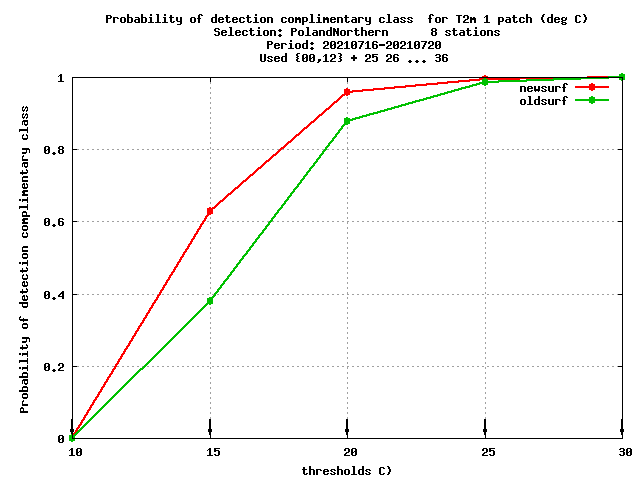 Probability of detection complimentary class  for T2m 1 patch (deg C)
Selection: PolandNorthern      8 stations
Period: 20210716-20210720
Used {00,12} + 25 26 ... 36
Probability of detection complimentary class
1
0.8
0.6
0.4
0.2
0
newsurf
oldsurf
10 15 20 25 30
thresholds C)